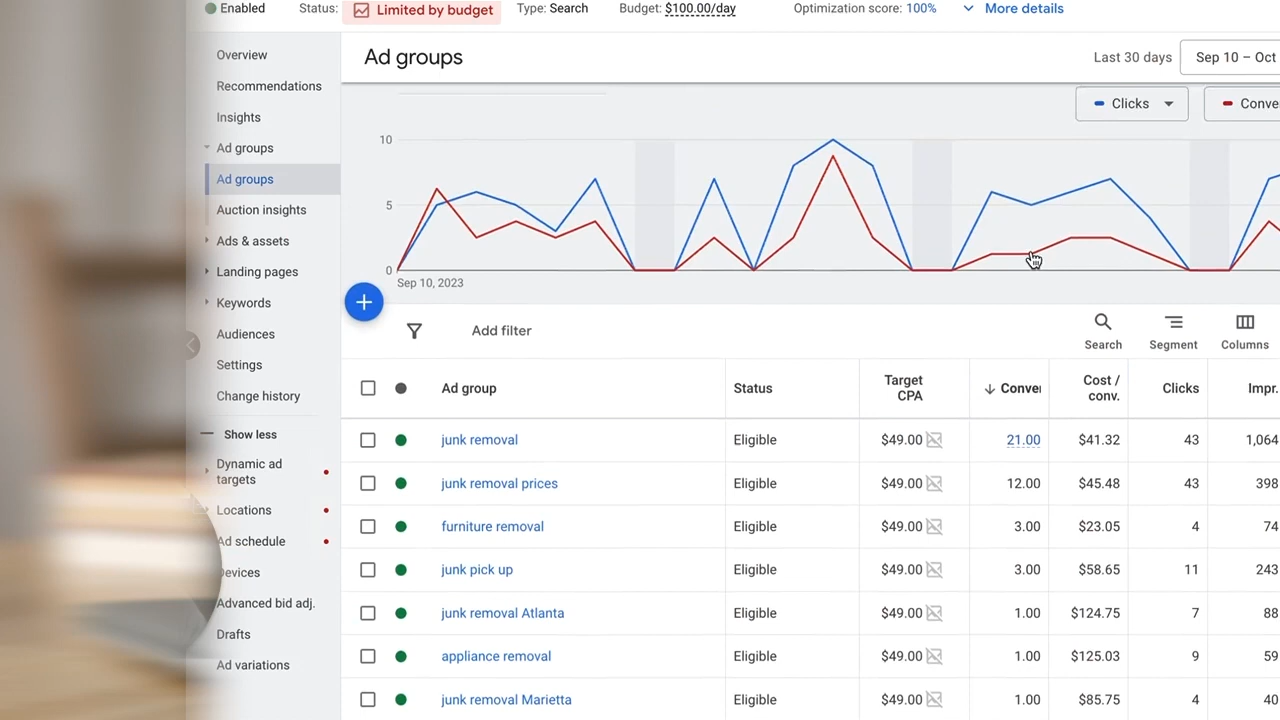 Enabled Status: Limited by budget Type: Search Budget: $100.00/day Optimization score: 100% More details
Ad groups Last 30 days Sep 10 – Oct
Clicks Conve
10
5
0
Sep 10, 2023
Overview
Recommendations
Insights
Ad groups
Ad groups
Auction insights
Ads & assets
Landing pages
Keywords
Audiences
Settings
Change history
Show less
Dynamic ad
targets
Locations
Ad schedule
Devices
Advanced bid adj.
Drafts
Ad variations
Add filter Search Segment Columns
Ad group Status Target CPA Conver Cost / conv. Clicks Impr.
junk removal Eligible $49.00 21.00 $41.32 43 1,064
junk removal prices Eligible $49.00 12.00 $45.48 43 398
furniture removal Eligible $49.00 3.00 $23.05 4 74
junk pick up Eligible $49.00 3.00 $58.65 11 243
junk removal Atlanta Eligible $49.00 1.00 $124.75 7 88
appliance removal Eligible $49.00 1.00 $125.03 9 59
junk removal Marietta Eligible $49.00 1.00 $85.75 4 40